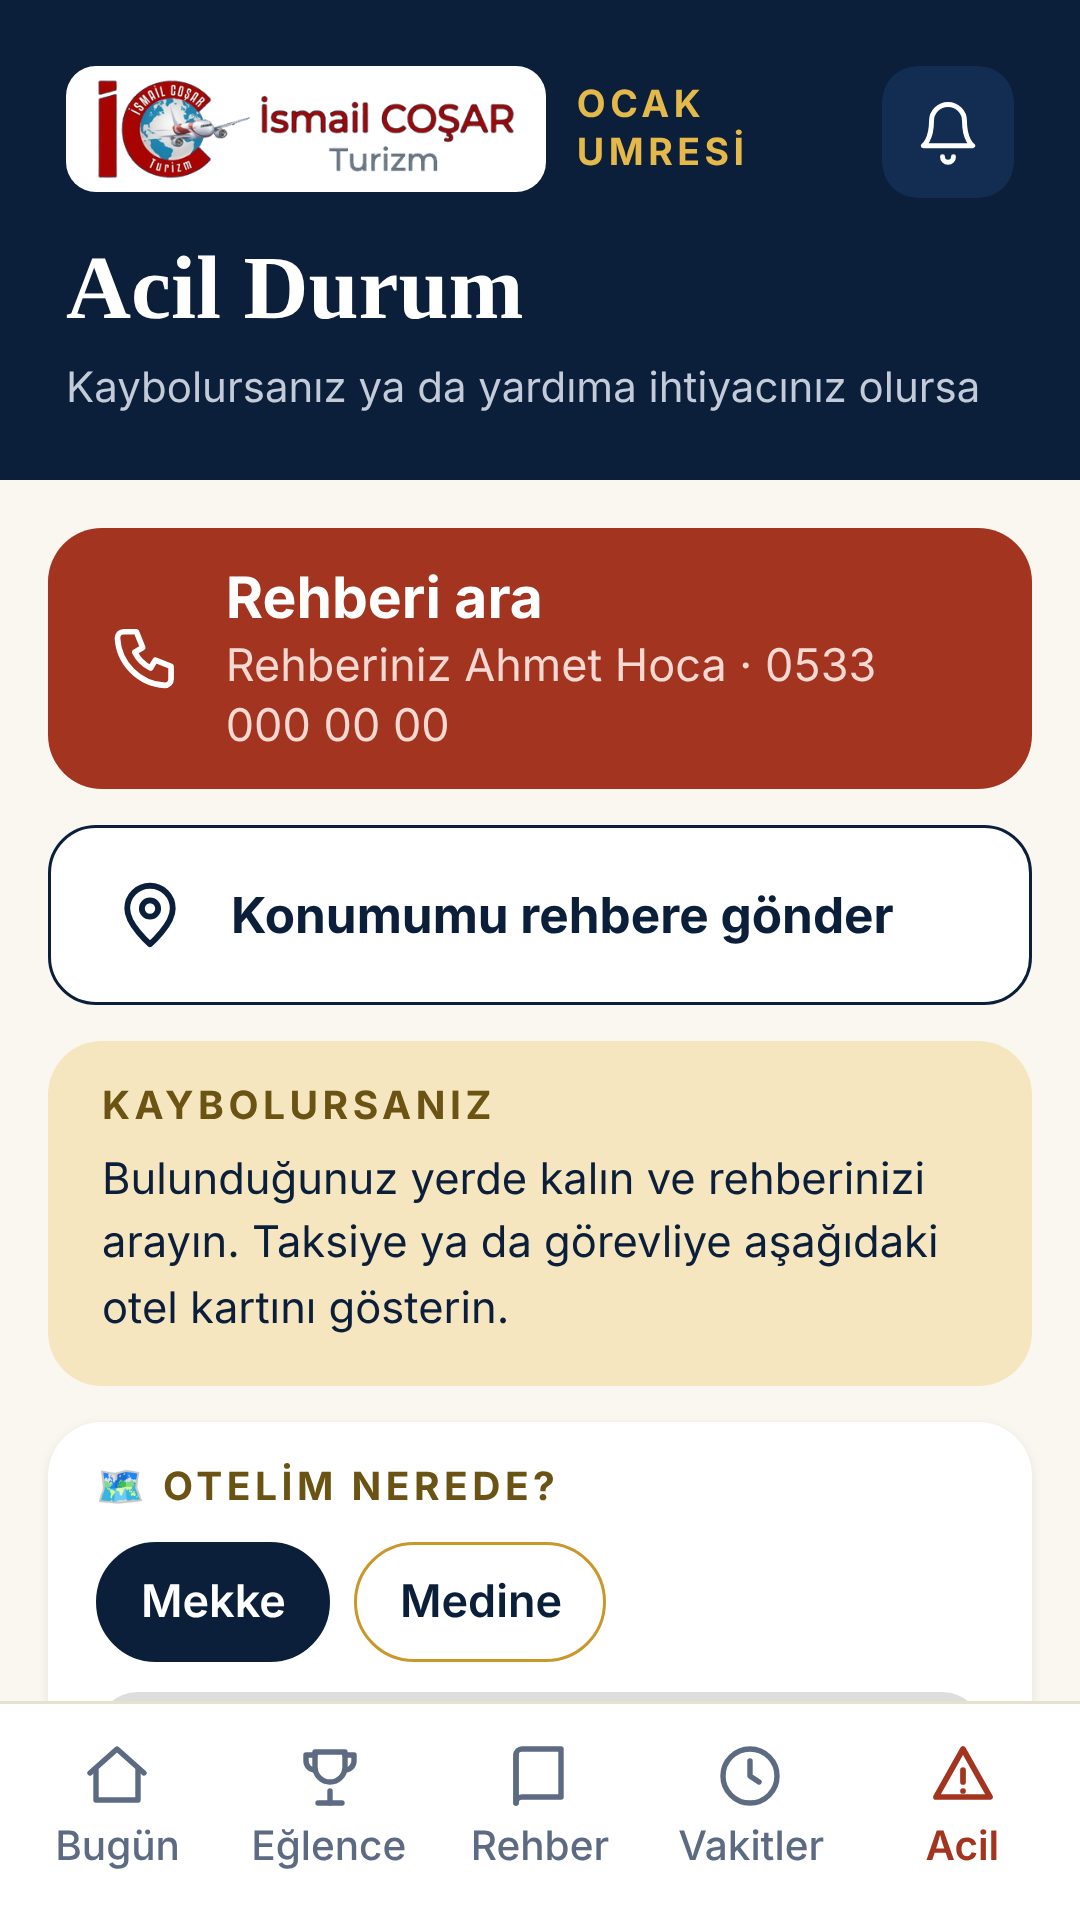 İSMAİL COŞAR
Turizm
İC
İsmail COŞAR
Turizm
OCAK
UMRESİ
Acil Durum
Kaybolursanız ya da yardıma ihtiyacınız olursa
Rehberi ara
Rehberiniz Ahmet Hoca · 0533
000 00 00
Konumumu rehbere gönder
KAYBOLURSANIZ
Bulunduğunuz yerde kalın ve rehberinizi
arayın. Taksiye ya da görevliye aşağıdaki
otel kartını gösterin.
OTELİM NEREDE?
Mekke
Medine
Bugün
Eğlence
Rehber
Vakitler
Acil